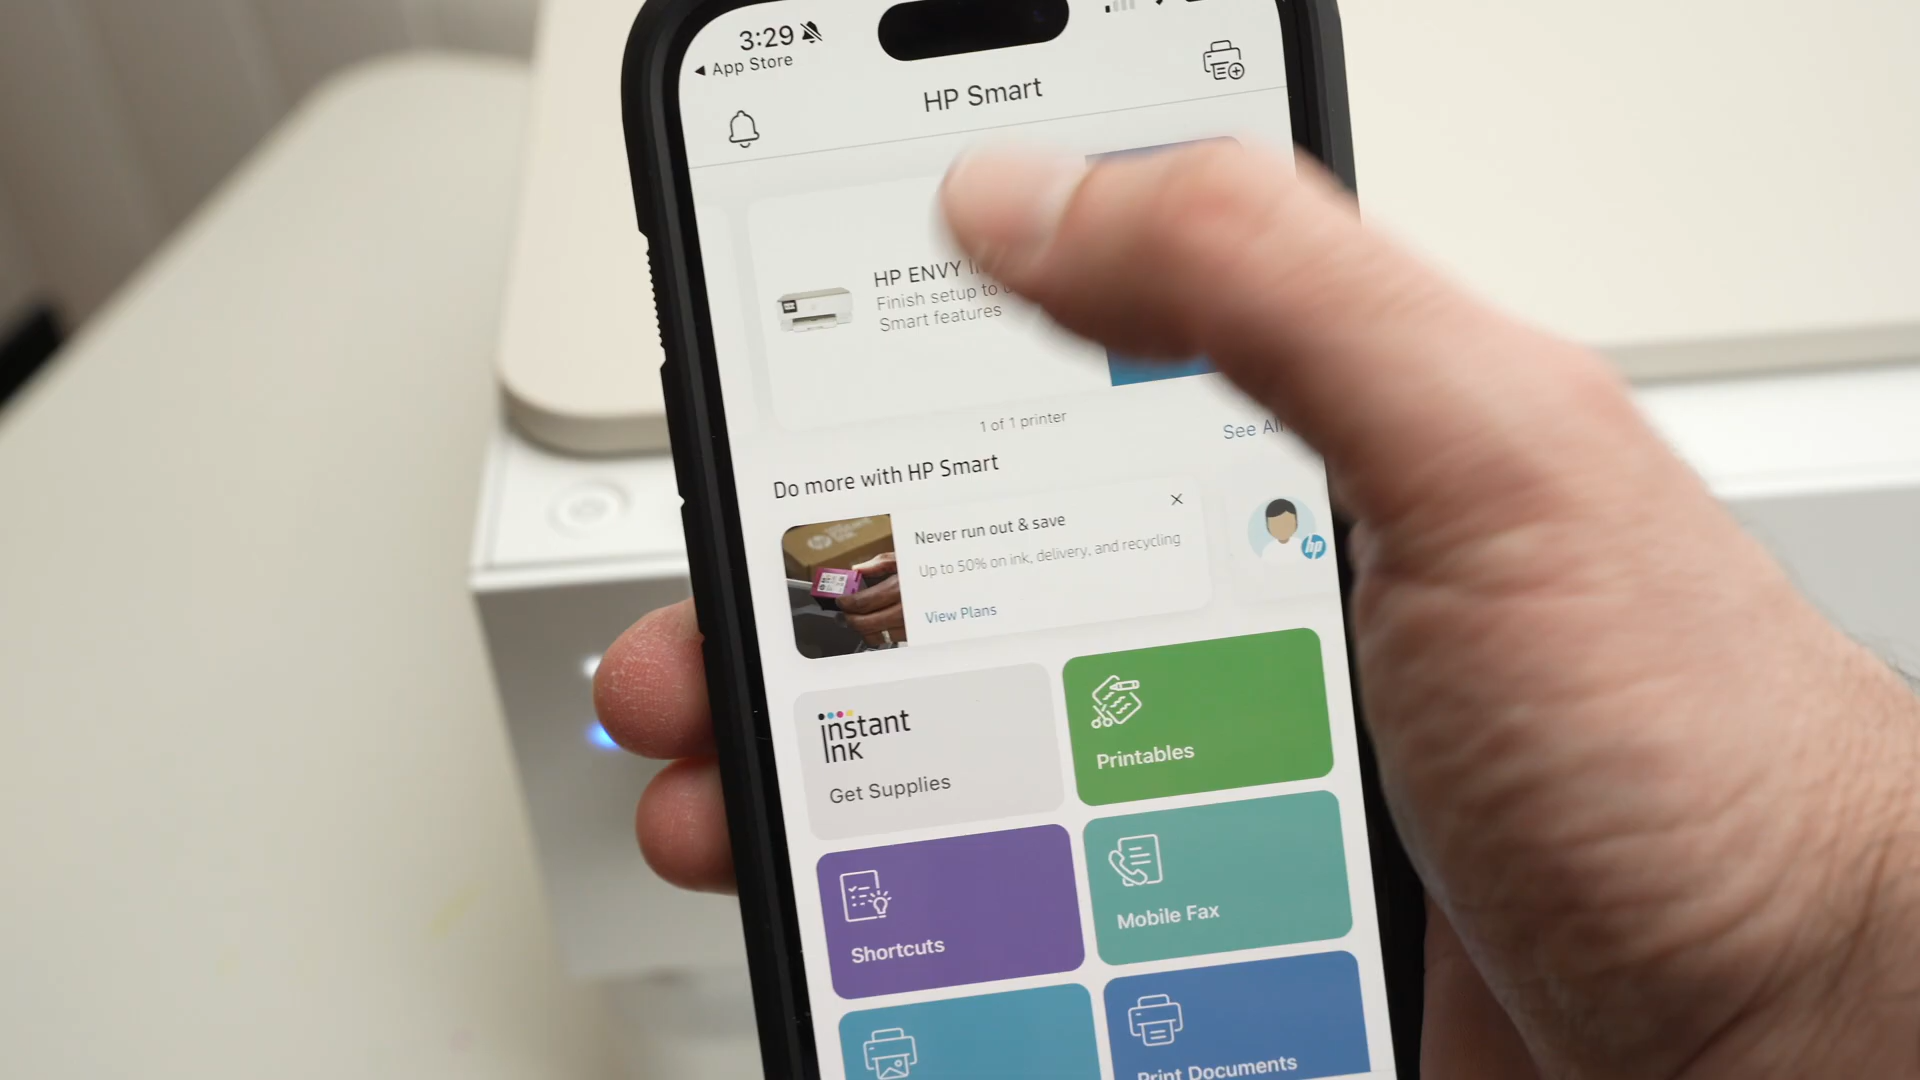 3:29
◀ App Store
HP Smart
HP ENVY
Finish setup to
Smart features
1 of 1 printer
See All
Do more with HP Smart
Never run out & save
Up to 50% on ink, delivery, and recycling
View Plans
hp
instant
ink
Get Supplies
Printables
Shortcuts
Mobile Fax
Print Documents